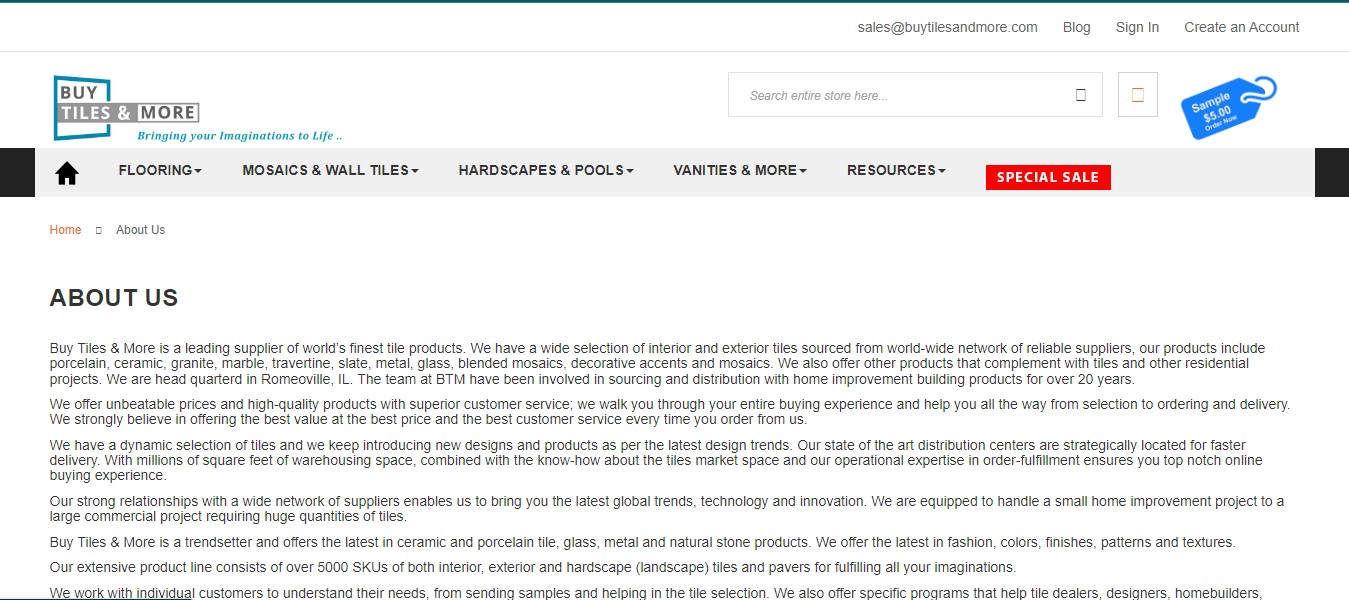 sales@buytilesandmore.com Blog Sign In Create an Account
BUY
TILES & MORE
Bringing your Imaginations to Life ..
Search entire store here...
Sample
$5.00
Order Now
FLOORING MOSAICS & WALL TILES HARDSCAPES & POOLS VANITIES & MORE RESOURCES SPECIAL SALE
Home About Us
ABOUT US
Buy Tiles & More is a leading supplier of world's finest tile products. We have a wide selection of interior and exterior tiles sourced from world-wide network of reliable suppliers, our products include
porcelain, ceramic, granite, marble, travertine, slate, metal, glass, blended mosaics, decorative accents and mosaics. We also offer other products that complement with tiles and other residential
projects. We are head quarterd in Romeoville, IL. The team at BTM have been involved in sourcing and distribution with home improvement building products for over 20 years.
We offer unbeatable prices and high-quality products with superior customer service; we walk you through your entire buying experience and help you all the way from selection to ordering and delivery.
We strongly believe in offering the best value at the best price and the best customer service every time you order from us.
We have a dynamic selection of tiles and we keep introducing new designs and products as per the latest design trends. Our state of the art distribution centers are strategically located for faster
delivery. With millions of square feet of warehousing space, combined with the know-how about the tiles market space and our operational expertise in order-fulfillment ensures you top notch online
buying experience.
Our strong relationships with a wide network of suppliers enables us to bring you the latest global trends, technology and innovation. We are equipped to handle a small home improvement project to a
large commercial project requiring huge quantities of tiles.
Buy Tiles & More is a trendsetter and offers the latest in ceramic and porcelain tile, glass, metal and natural stone products. We offer the latest in fashion, colors, finishes, patterns and textures.
Our extensive product line consists of over 5000 SKUs of both interior, exterior and hardscape (landscape) tiles and pavers for fulfilling all your imaginations.
We work with individual customers to understand their needs, from sending samples and helping in the tile selection. We also offer specific programs that help tile dealers, designers, homebuilders,